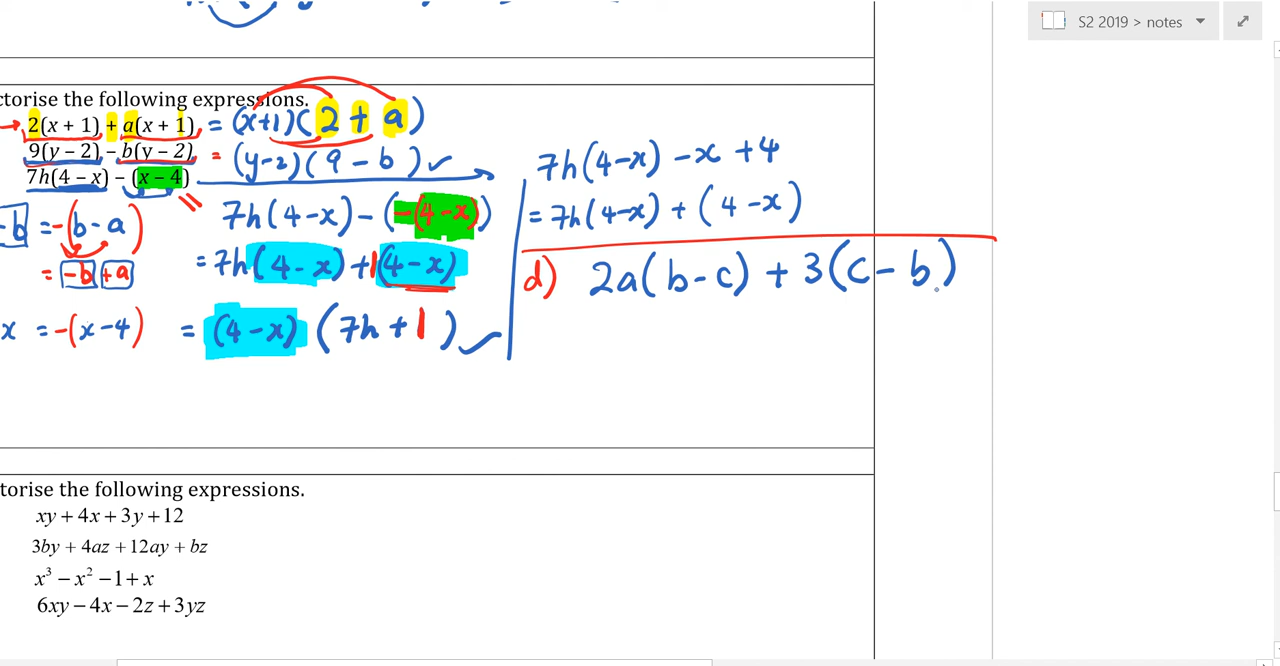 S2 2019 > notes
ctorise the following expressions.
2(x + 1) + a(x + 1) = (x+1)(2 + a)
9(y − 2) − b(y − 2) = (y-2)(9 - b)
7h(4 − x) − (x − 4)
7h(4-x) - (-(4-x))
= 7h(4-x) + 1(4-x)
= (4-x)(7h + 1)
-b = -(b-a)
= -b + a
x = -(x-4)
7h(4-x) - x + 4
= 7h(4-x) + (4-x)
d) 2a(b-c) + 3(c-b)
torise the following expressions.
xy + 4x + 3y + 12
3by + 4az + 12ay + bz
x³ − x² − 1 + x
6xy − 4x − 2z + 3yz